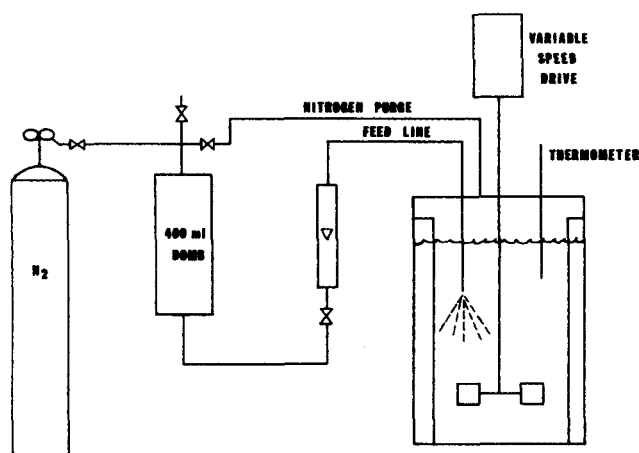 VARIABLE
SPEED
DRIVE
NITROGEN PURGE
FEED LINE
THERMOMETER
400 ml
BOMB
N2